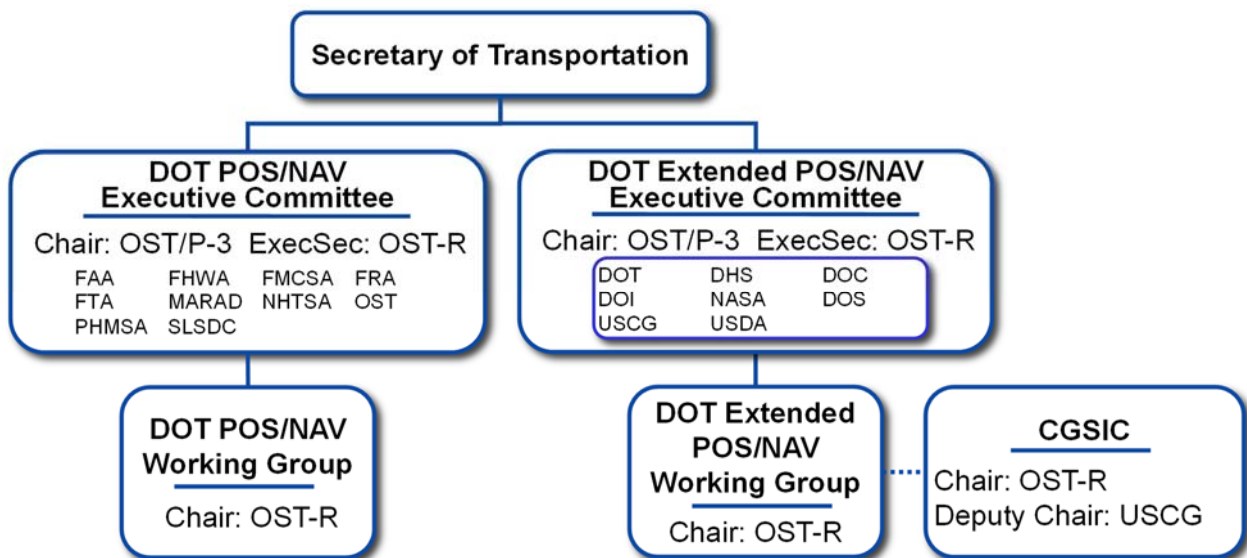 Secretary of Transportation
DOT POS/NAV
Executive Committee
Chair: OST/P-3 ExecSec: OST-R
FAA FHWA FMCSA FRA
FTA MARAD NHTSA OST
PHMSA SLSDC
DOT Extended POS/NAV
Executive Committee
Chair: OST/P-3 ExecSec: OST-R
DOT DHS DOC
DOI NASA DOS
USCG USDA
DOT POS/NAV
Working Group
Chair: OST-R
DOT Extended
POS/NAV
Working Group
Chair: OST-R
CGSIC
Chair: OST-R
Deputy Chair: USCG